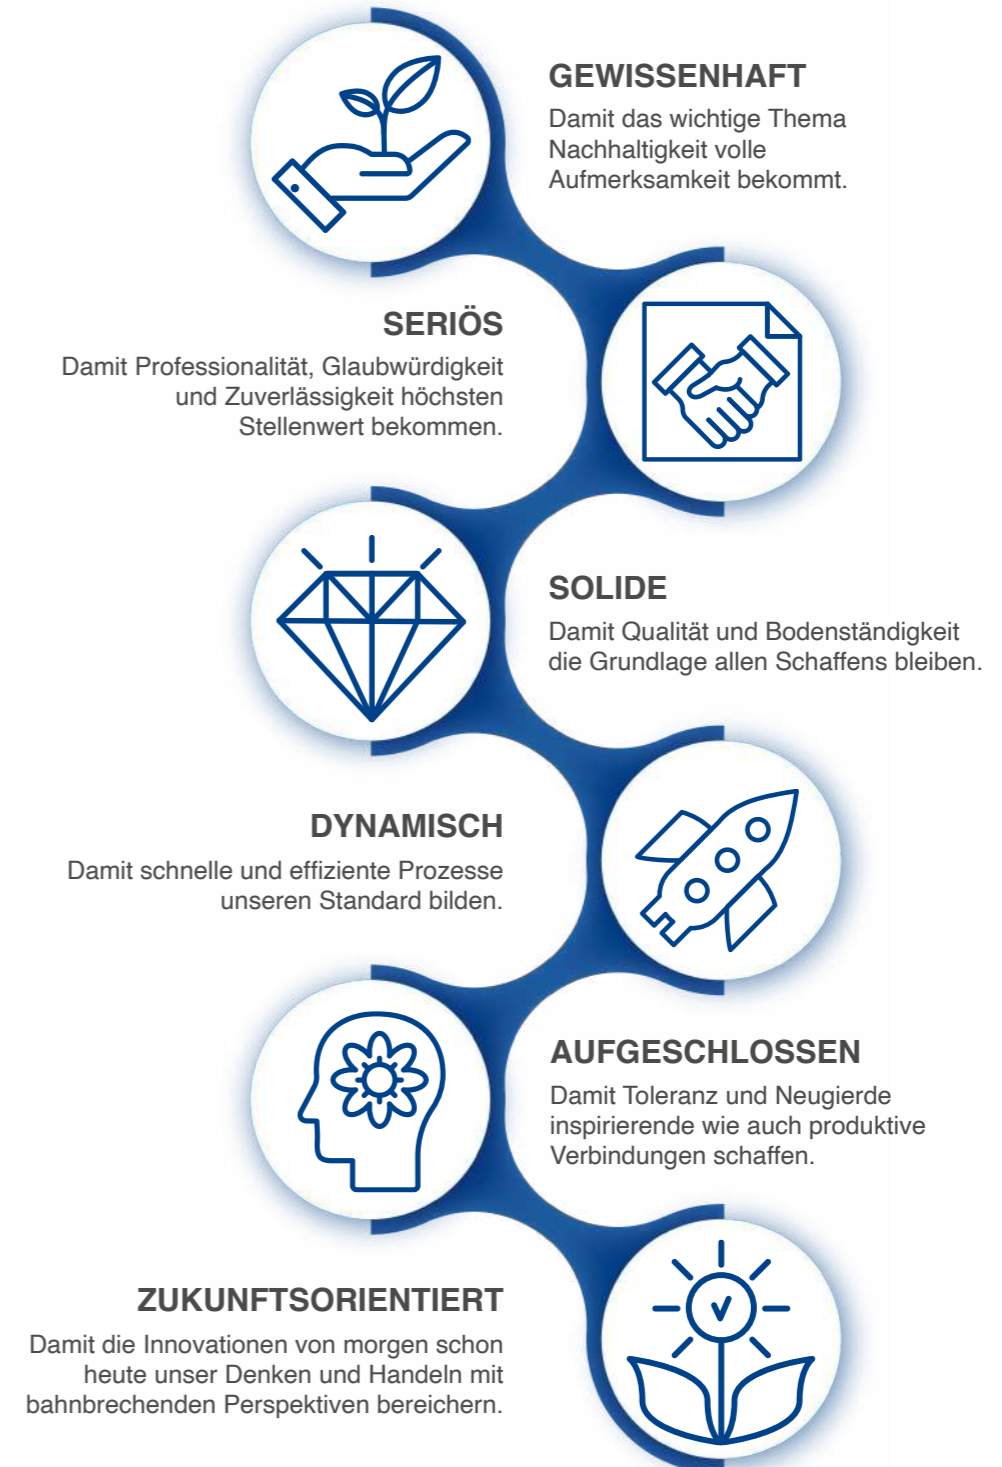 GEWISSENHAFT
Damit das wichtige Thema
Nachhaltigkeit volle
Aufmerksamkeit bekommt.
SERIÖS
Damit Professionalität, Glaubwürdigkeit
und Zuverlässigkeit höchsten
Stellenwert bekommen.
SOLIDE
Damit Qualität und Bodenständigkeit
die Grundlage allen Schaffens bleiben.
DYNAMISCH
Damit schnelle und effiziente Prozesse
unseren Standard bilden.
AUFGESCHLOSSEN
Damit Toleranz und Neugierde
inspirierende wie auch produktive
Verbindungen schaffen.
ZUKUNFTSORIENTIERT
Damit die Innovationen von morgen schon
heute unser Denken und Handeln mit
bahnbrechenden Perspektiven bereichern.